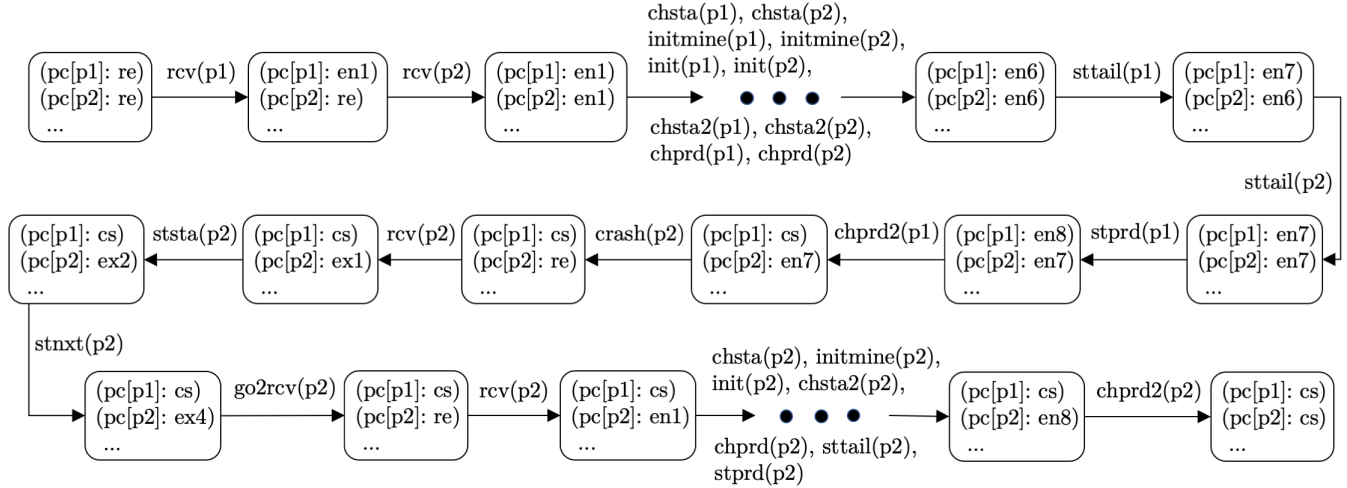 (pc[p1]: re)
(pc[p2]: re)
...
rcv(p1)
(pc[p1]: en1)
(pc[p2]: re)
...
rcv(p2)
(pc[p1]: en1)
(pc[p2]: en1)
...
chsta(p1), chsta(p2),
initmine(p1), initmine(p2),
init(p1), init(p2),
chsta2(p1), chsta2(p2),
chprd(p1), chprd(p2)
(pc[p1]: en6)
(pc[p2]: en6)
...
sttail(p1)
(pc[p1]: en7)
(pc[p2]: en6)
...
sttail(p2)
(pc[p1]: cs)
(pc[p2]: ex2)
...
ststa(p2)
(pc[p1]: cs)
(pc[p2]: ex1)
...
rcv(p2)
(pc[p1]: cs)
(pc[p2]: re)
...
crash(p2)
(pc[p1]: cs)
(pc[p2]: en7)
...
chprd2(p1)
(pc[p1]: en8)
(pc[p2]: en7)
...
stprd(p1)
(pc[p1]: en7)
(pc[p2]: en7)
...
stnxt(p2)
(pc[p1]: cs)
(pc[p2]: ex4)
...
go2rcv(p2)
(pc[p1]: cs)
(pc[p2]: re)
...
rcv(p2)
(pc[p1]: cs)
(pc[p2]: en1)
...
chsta(p2), initmine(p2),
init(p2), chsta2(p2),
chprd(p2), sttail(p2),
stprd(p2)
(pc[p1]: cs)
(pc[p2]: en8)
...
chprd2(p2)
(pc[p1]: cs)
(pc[p2]: cs)
...